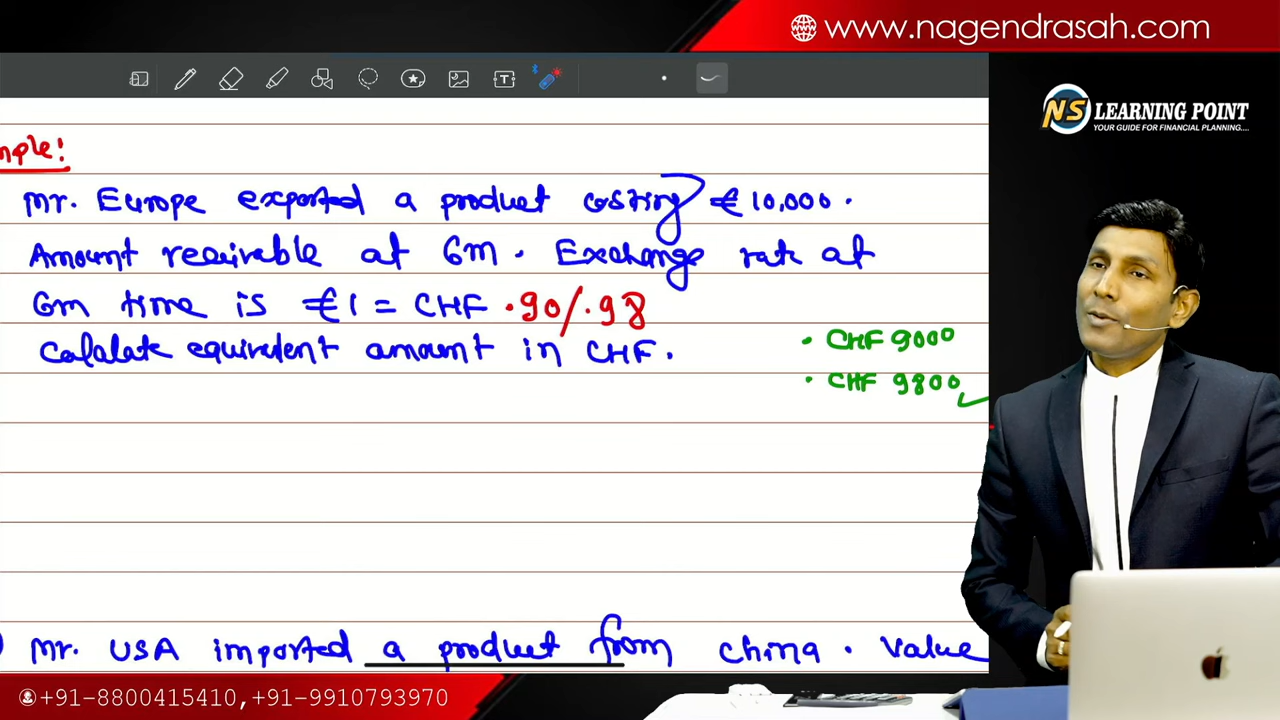 www.nagendrasah.com
NS LEARNING POINT
YOUR GUIDE FOR FINANCIAL PLANNING....
mple:
Mr. Europe exported a product costing € 10,000.
Amount receivable at 6m. Exchange rate at
6m time is €1 = CHF .90/.98
Calalate equivalent amount in CHF.
• CHF 9000
• CHF 9800
) Mr. USA imported a product from china. Value
+91-8800415410,+91-9910793970